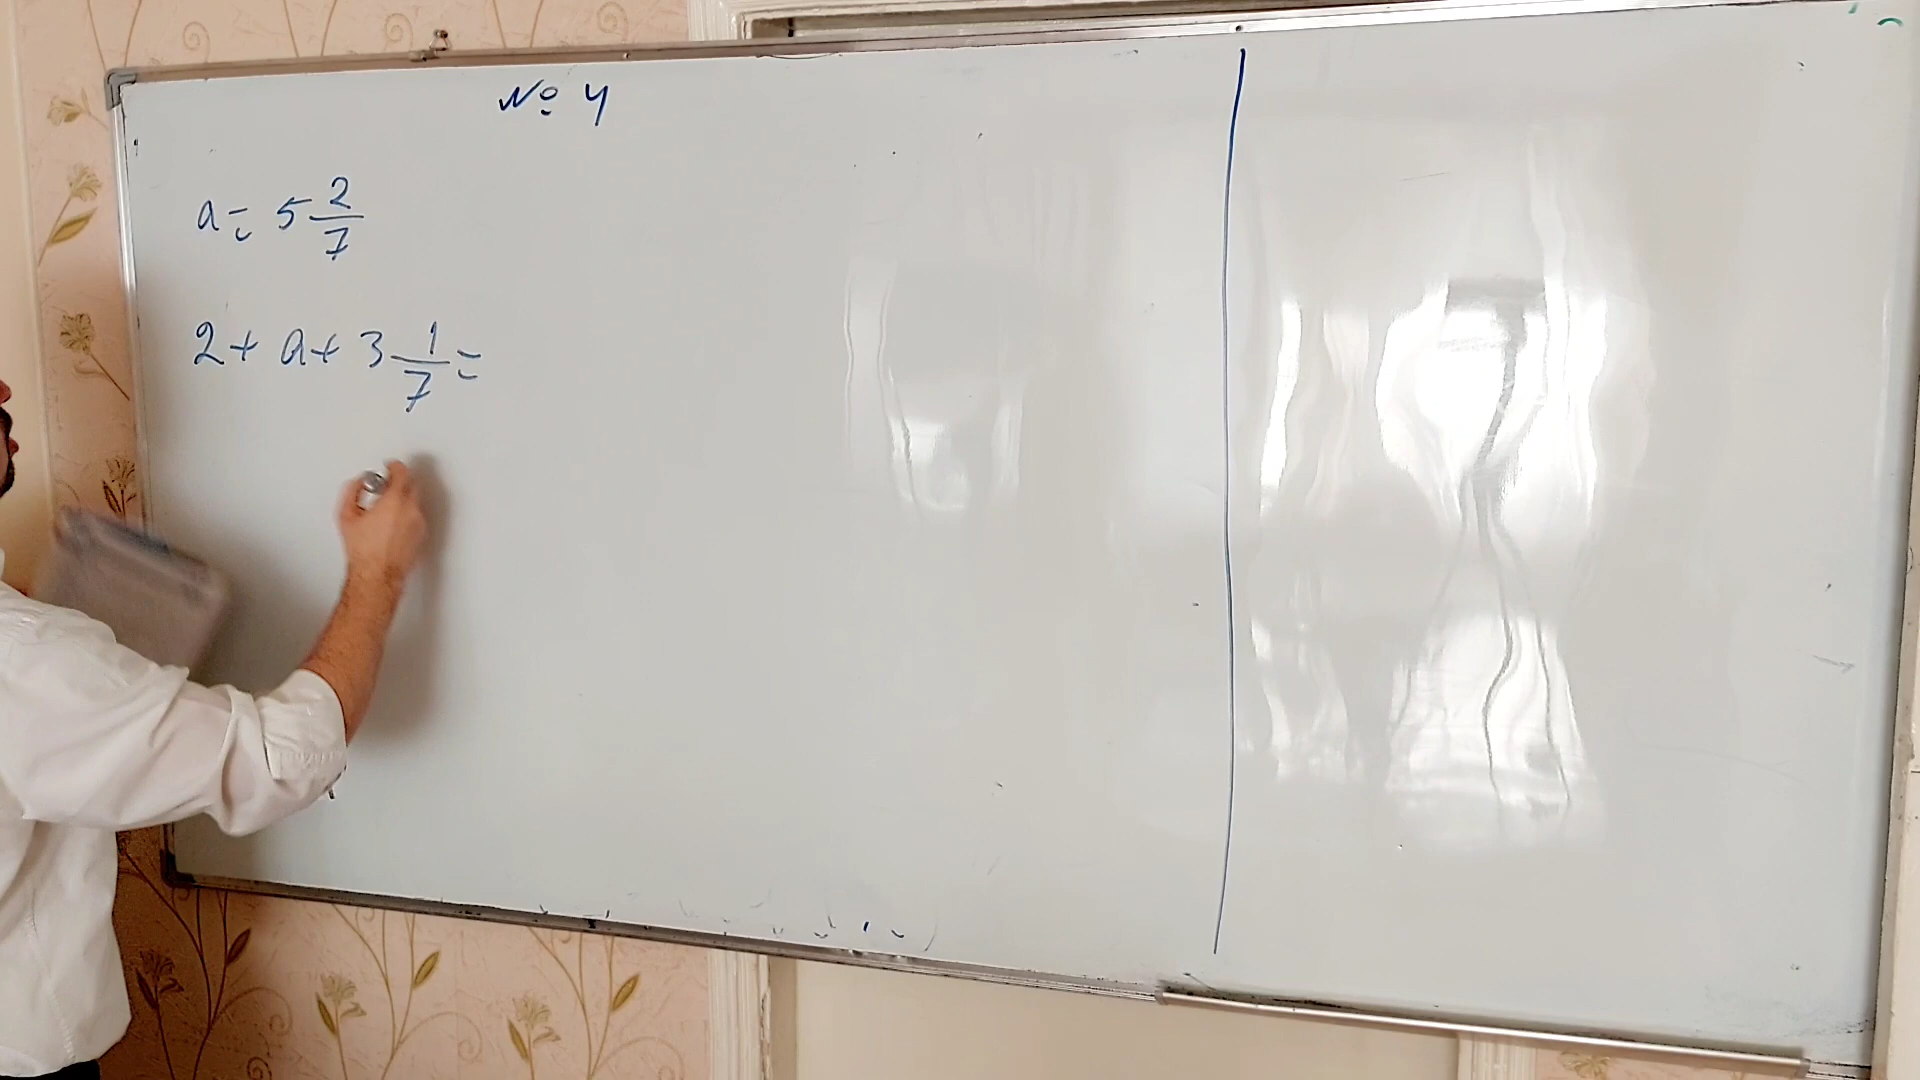 № 4
a = 5 2/7
2 + a + 3 1/7 =